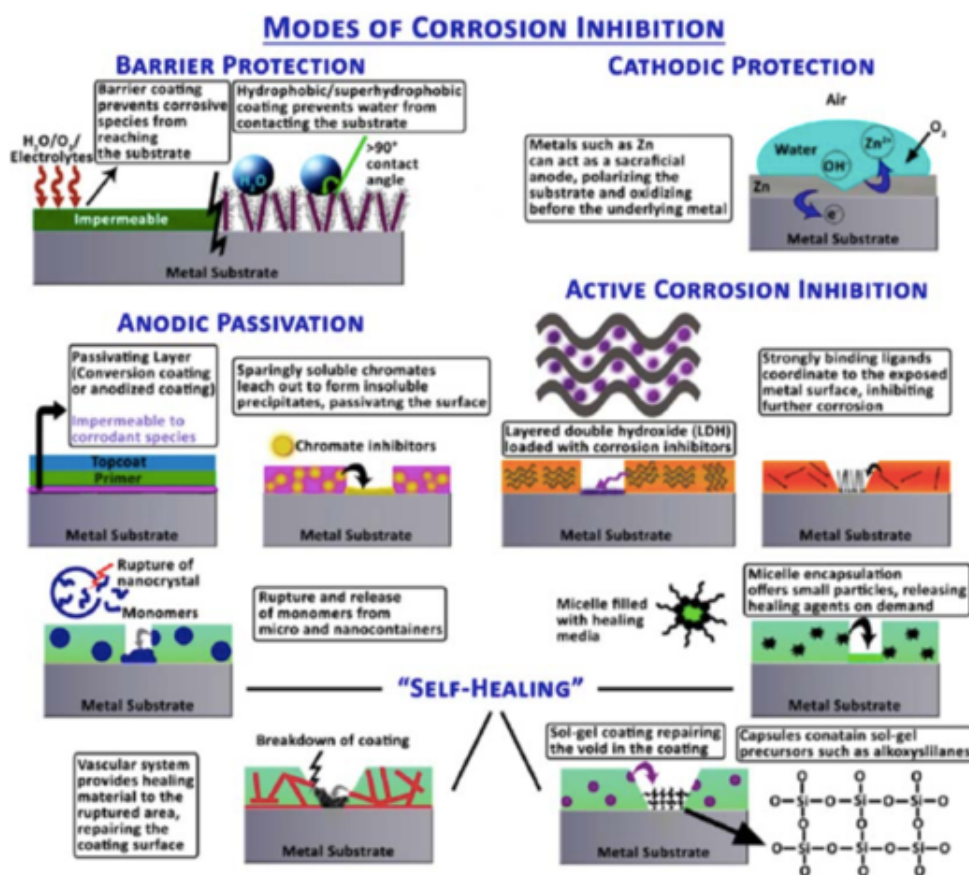 MODES OF CORROSION INHIBITION
BARRIER PROTECTION
Barrier coating
prevents corrosive
species from
reaching
the substrate
Hydrophobic/superhydrophobic
coating prevents water from
contacting the substrate
H₂O/O₂/
Electrolytes
>90°
contact
angle
H₂O
Impermeable
Metal Substrate
CATHODIC PROTECTION
Metals such as Zn
can act as a sacraficial
anode, polarizing the
substrate and oxidizing
before the underlying metal
Air
O₂
Water
Zn²⁺
OH⁻
Zn
e⁻
Metal Substrate
ANODIC PASSIVATION
Passivating Layer
(Conversion coating
or anodized coating)
Impermeable to
corrodant species
Topcoat
Primer
Metal Substrate
Sparingly soluble chromates
leach out to form insoluble
precipitates, passivatng the surface
Chromate inhibitors
Metal Substrate
ACTIVE CORROSION INHIBITION
Layered double hydroxide (LDH)
loaded with corrosion inhibitors
Metal Substrate
Strongly binding ligands
coordinate to the exposed
metal surface, inhibiting
further corrosion
Metal Substrate
Rupture of
nanocrystal
Monomers
Metal Substrate
Rupture and release
of monomers from
micro and nanocontainers
Micelle filled
with healing
media
Micelle encapsulation
offers small particles, releasing
healing agents on demand
Metal Substrate
"SELF-HEALING"
Vascular system
provides healing
material to the
ruptured area,
repairing the
coating surface
Breakdown of coating
Metal Substrate
Sol-gel coating repairing
the void in the coating
Metal Substrate
Capsules conatain sol-gel
precursors such as alkoxyslilanes
O O O
O-Si-O-Si-O-Si-O
O O O
O-Si-O-Si-O-Si-O
O O O